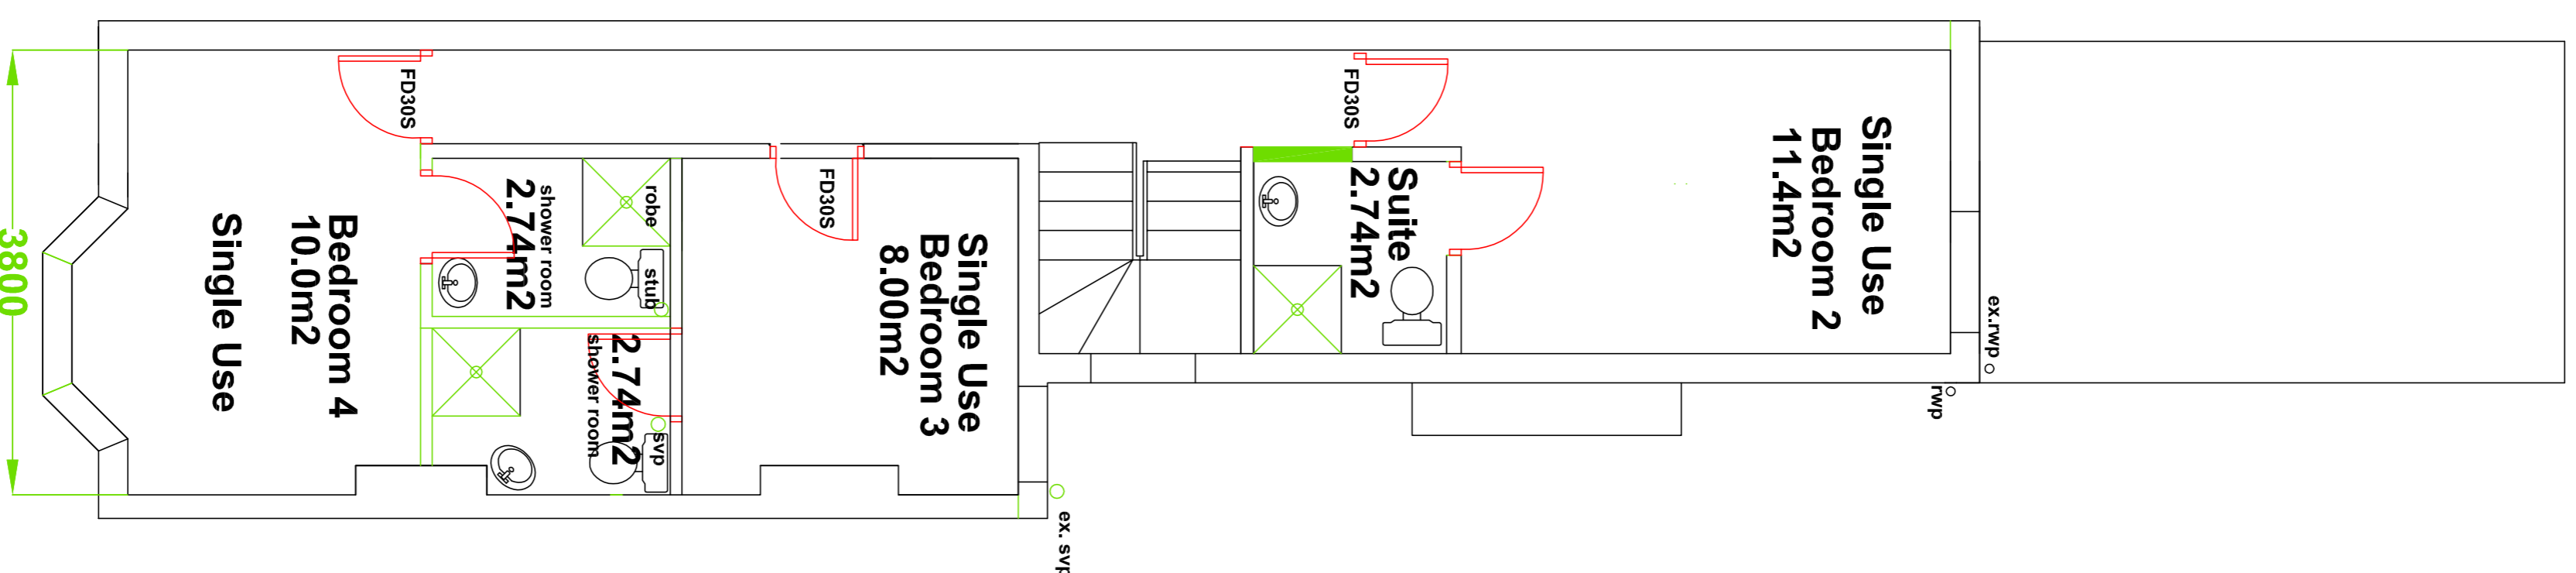 3800
FD30S
Single Use
Bedroom 4
10.0m2
shower room
2.74m2
robe
stub
2.74m2
shower room
svp
FD30S
Single Use
Bedroom 3
8.00m2
ex. svp
FD30S
Suite
2.74m2
Single Use
Bedroom 2
11.4m2
ex.rwp
rwp